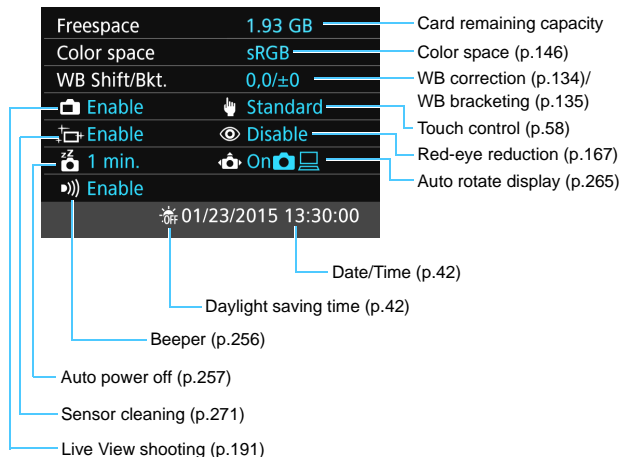 Freespace 1.93 GB
Card remaining capacity
Color space sRGB
Color space (p.146)
WB Shift/Bkt. 0,0/±0
WB correction (p.134)/
WB bracketing (p.135)
Enable Standard
Touch control (p.58)
Enable Disable
Red-eye reduction (p.167)
zZ 1 min. On
Auto rotate display (p.265)
Enable
OFF 01/23/2015 13:30:00
Date/Time (p.42)
Daylight saving time (p.42)
Beeper (p.256)
Auto power off (p.257)
Sensor cleaning (p.271)
Live View shooting (p.191)